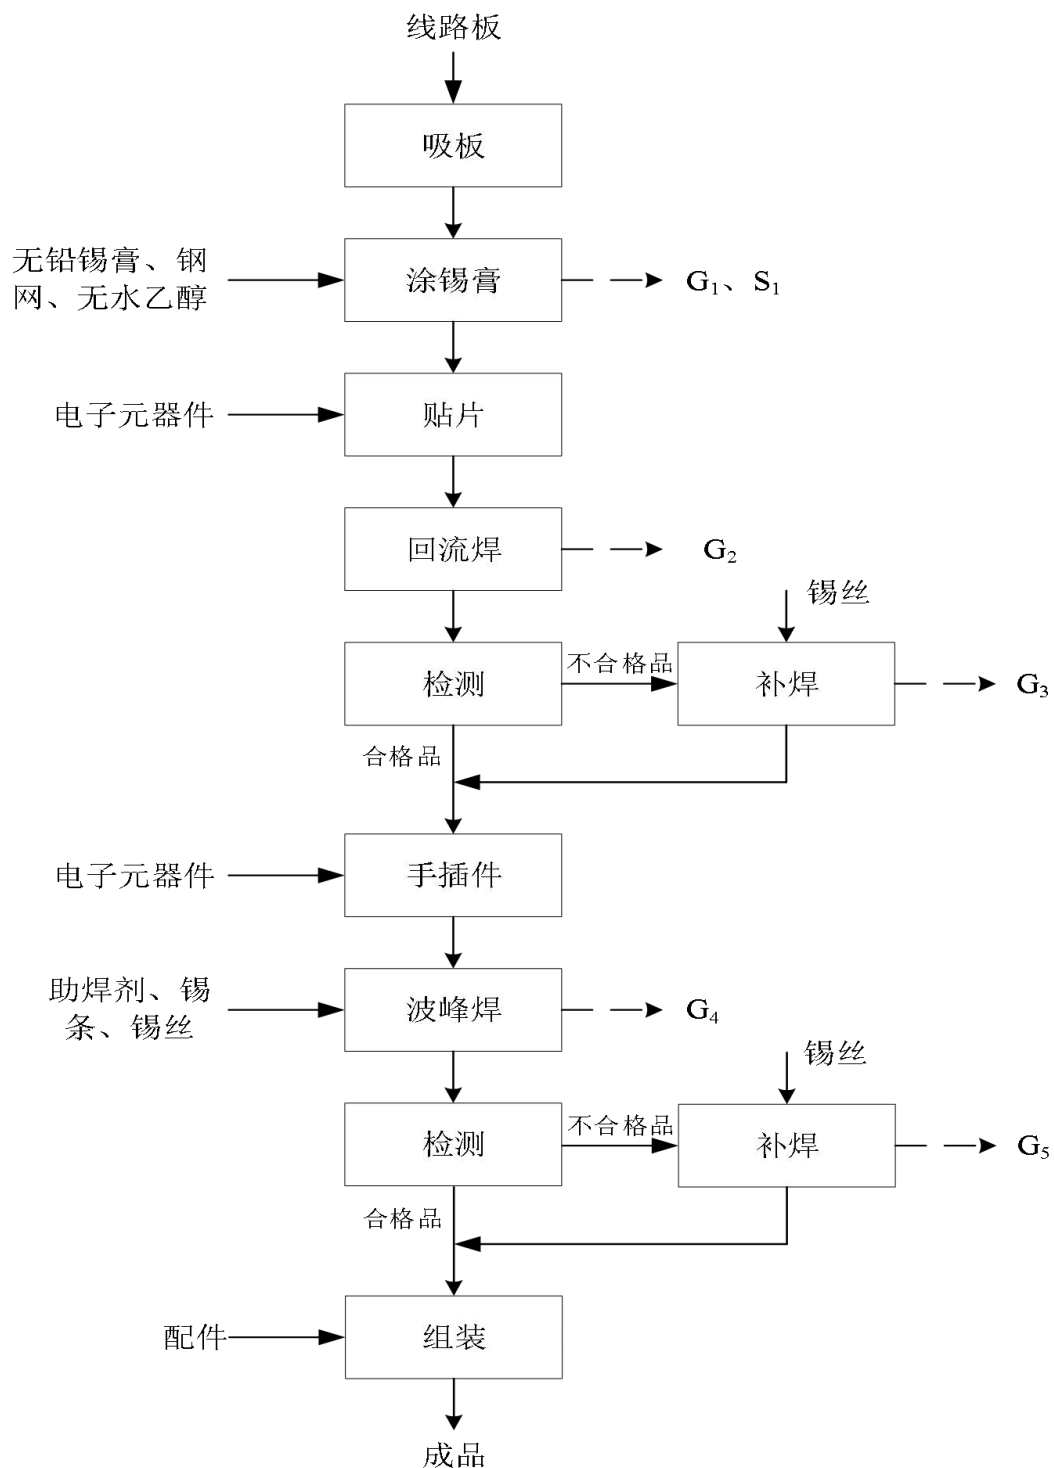 线路板
吸板
无铅锡膏、钢
网、无水乙醇
涂锡膏
G₁、S₁
电子元器件
贴片
回流焊
G₂
锡丝
检测
不合格品
补焊
G₃
合格品
电子元器件
手插件
助焊剂、锡
条、锡丝
波峰焊
G₄
锡丝
检测
不合格品
补焊
G₅
合格品
配件
组装
成品